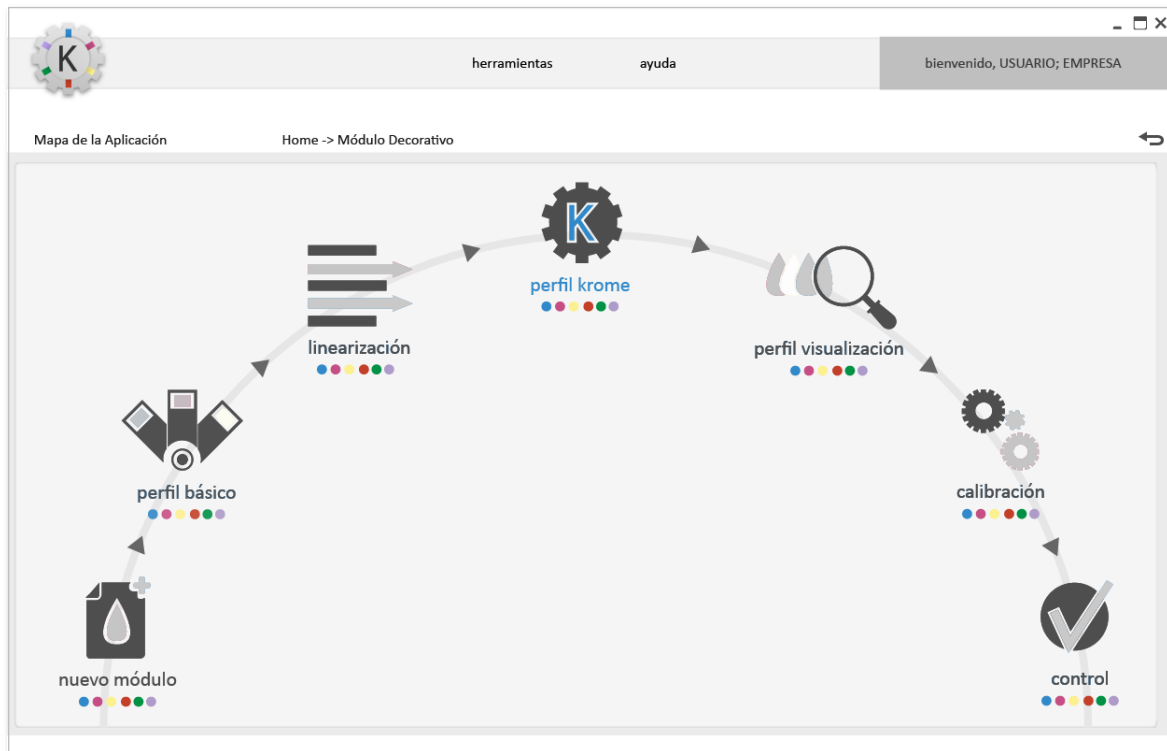 K
herramientas
ayuda
bienvenido, USUARIO; EMPRESA
Mapa de la Aplicación
Home -> Módulo Decorativo
K
perfil krome
linearización
perfil visualización
perfil básico
calibración
nuevo módulo
control